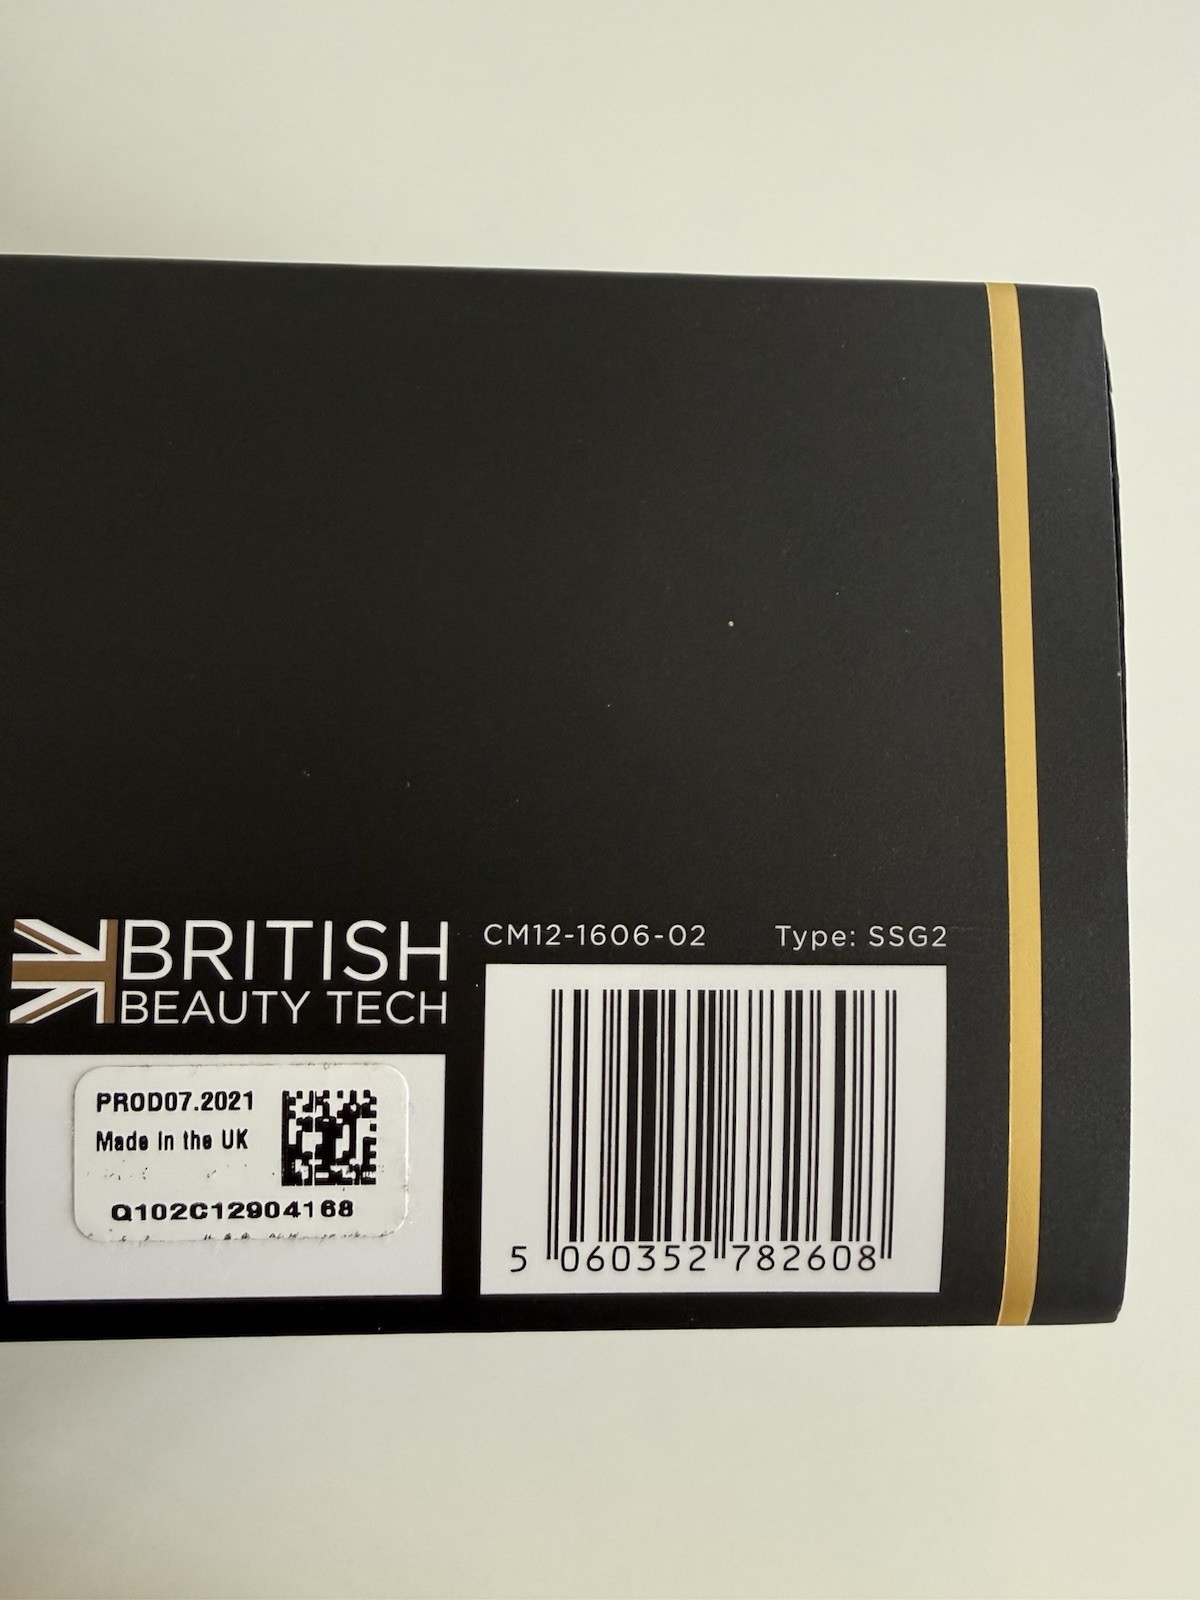 BRITISH
BEAUTY TECH
CM12-1606-02 Type: SSG2
PROD07.2021
Made in the UK
Q102C12904168
5 060352 782608